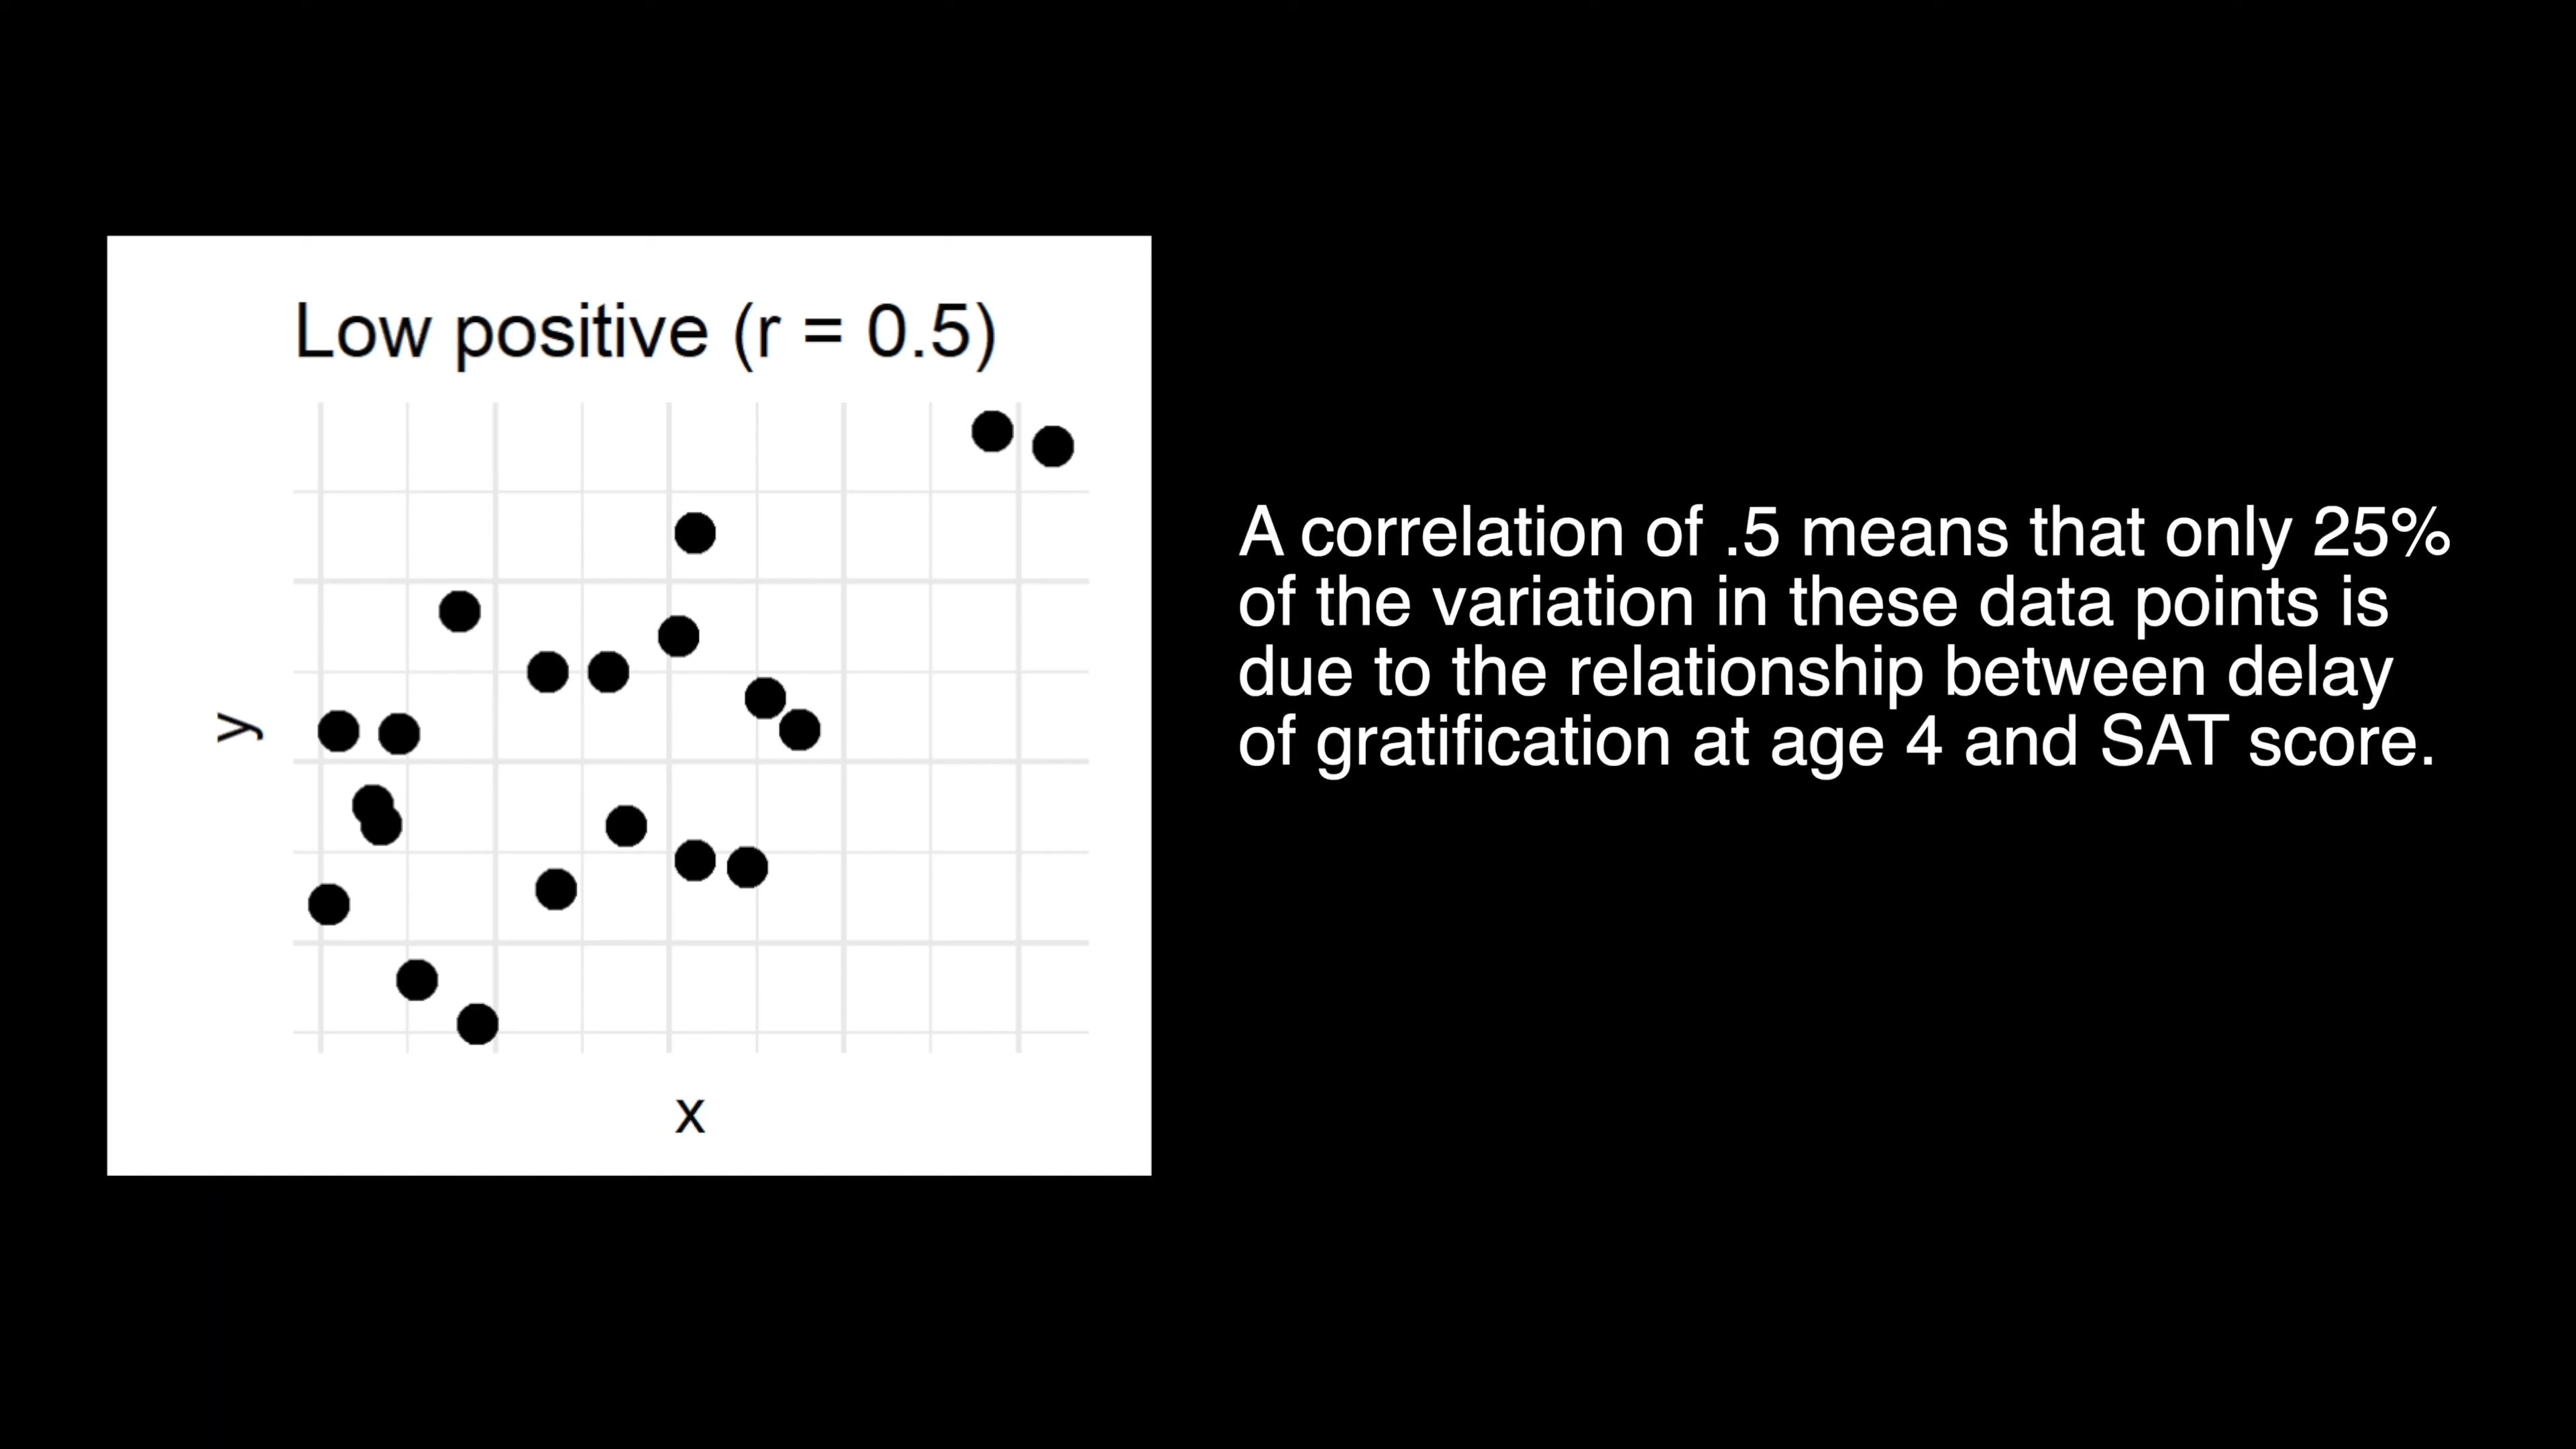 Low positive (r = 0.5)
y
x
A correlation of .5 means that only 25%
of the variation in these data points is
due to the relationship between delay
of gratification at age 4 and SAT score.